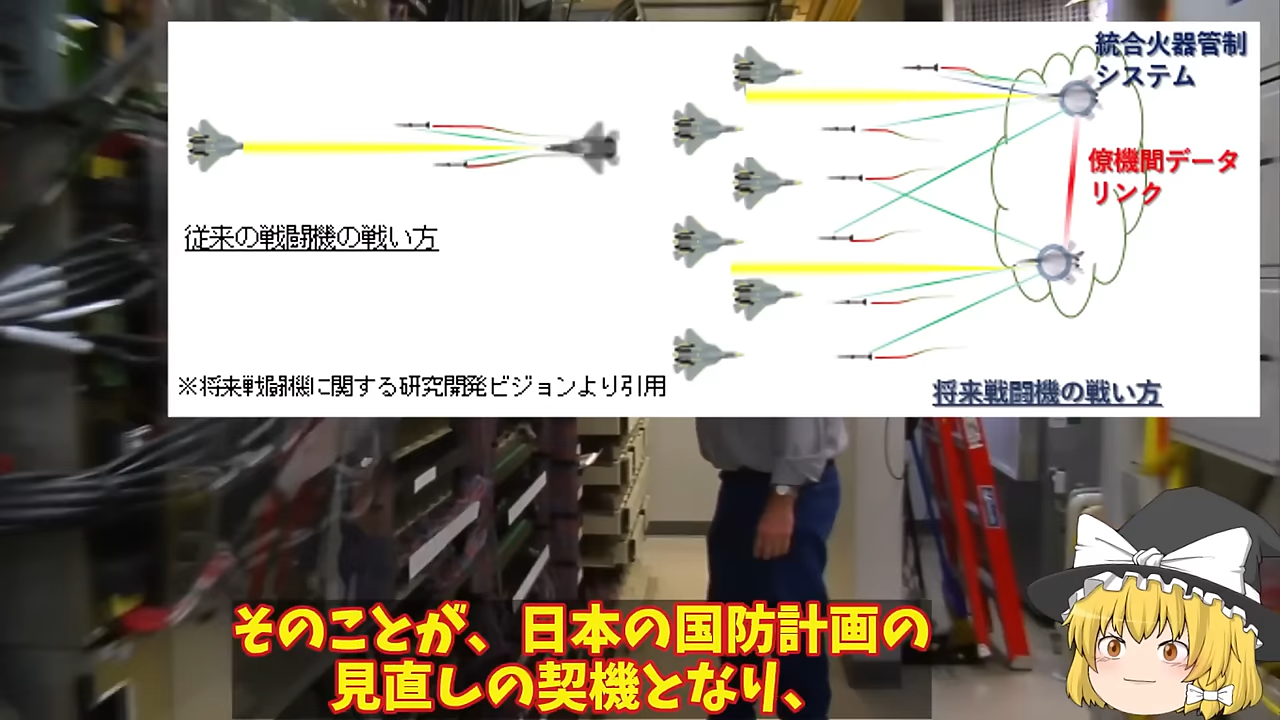 統合火器管制
システム
僚機間データ
リンク
従来の戦闘機の戦い方
※将来戦闘機に関する研究開発ビジョンより引用
将来戦闘機の戦い方
そのことが、日本の国防計画の
見直しの契機となり、